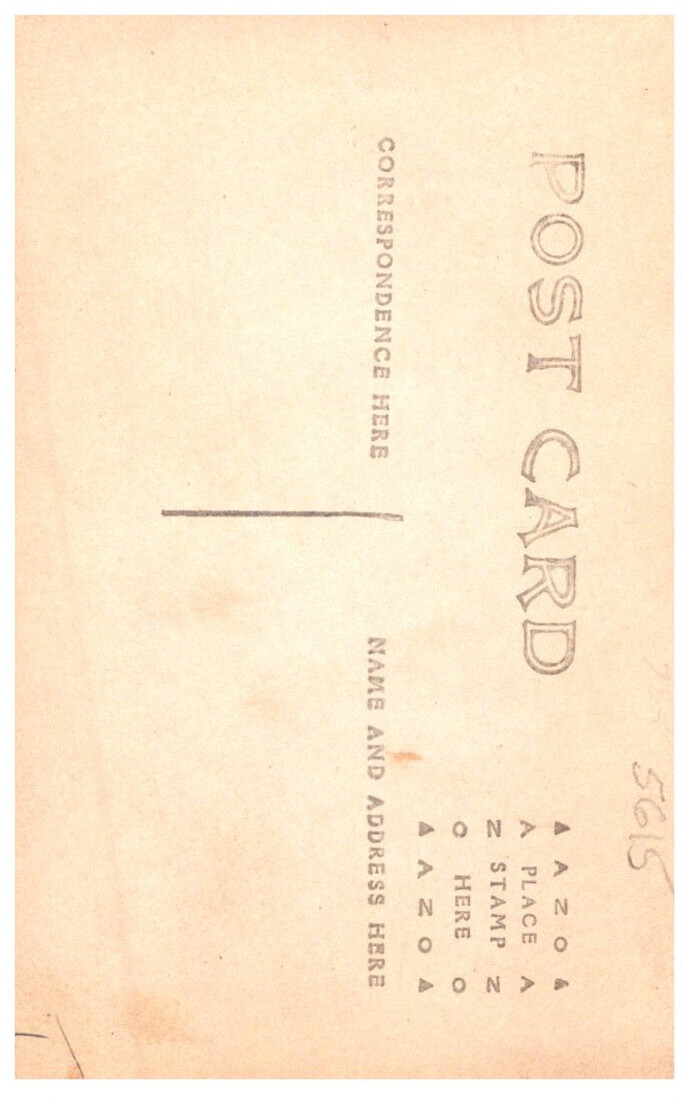 POST CARD
5615
▲ A Z O ▲
A PLACE A
Z STAMP Z
O HERE O
▲ A Z O ▲
CORRESPONDENCE HERE
NAME AND ADDRESS HERE